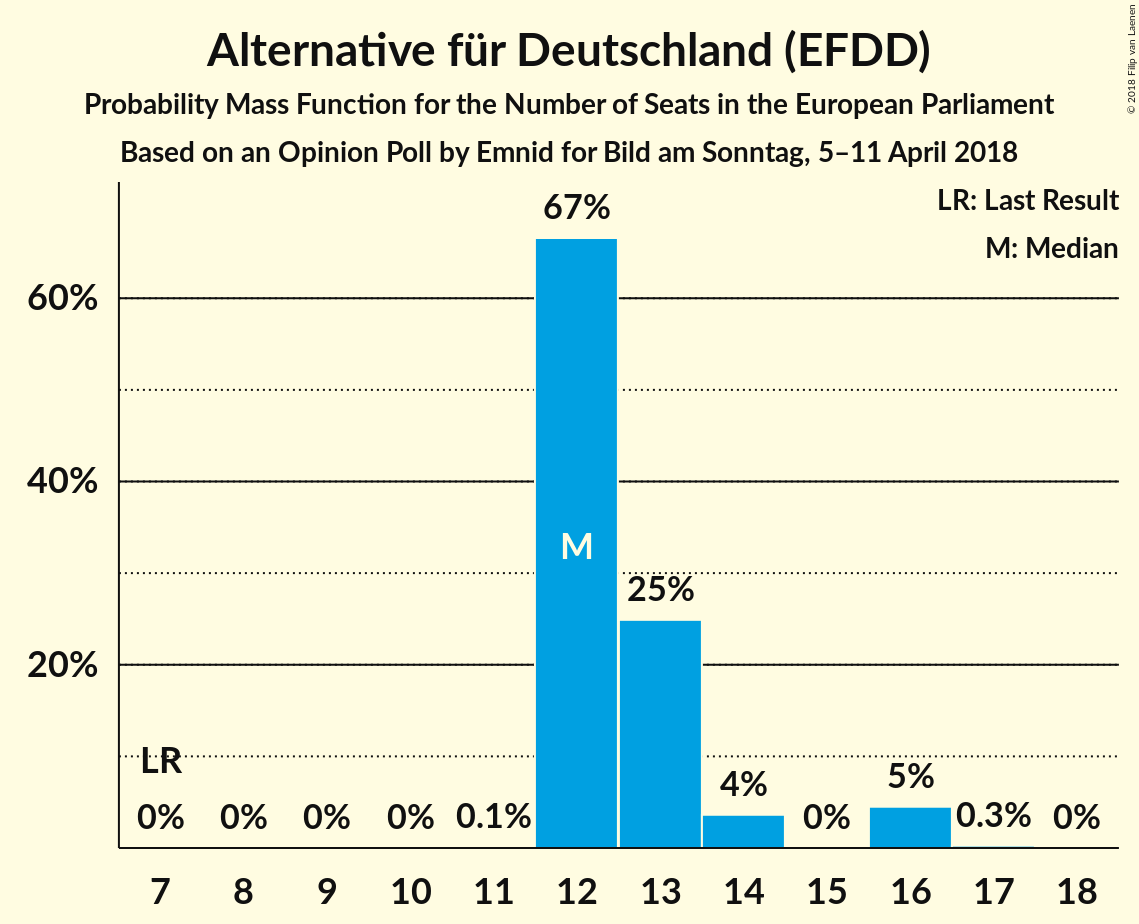 Alternative für Deutschland (EFDD)
Probability Mass Function for the Number of Seats in the European Parliament
Based on an Opinion Poll by Emnid for Bild am Sonntag, 5–11 April 2018
© 2018 Filip van Laenen
LR: Last Result
M: Median
67%
60%
40%
M
25%
20%
LR
4%
5%
0% 0% 0% 0% 0.1% 0% 0.3% 0%
7 8 9 10 11 12 13 14 15 16 17 18